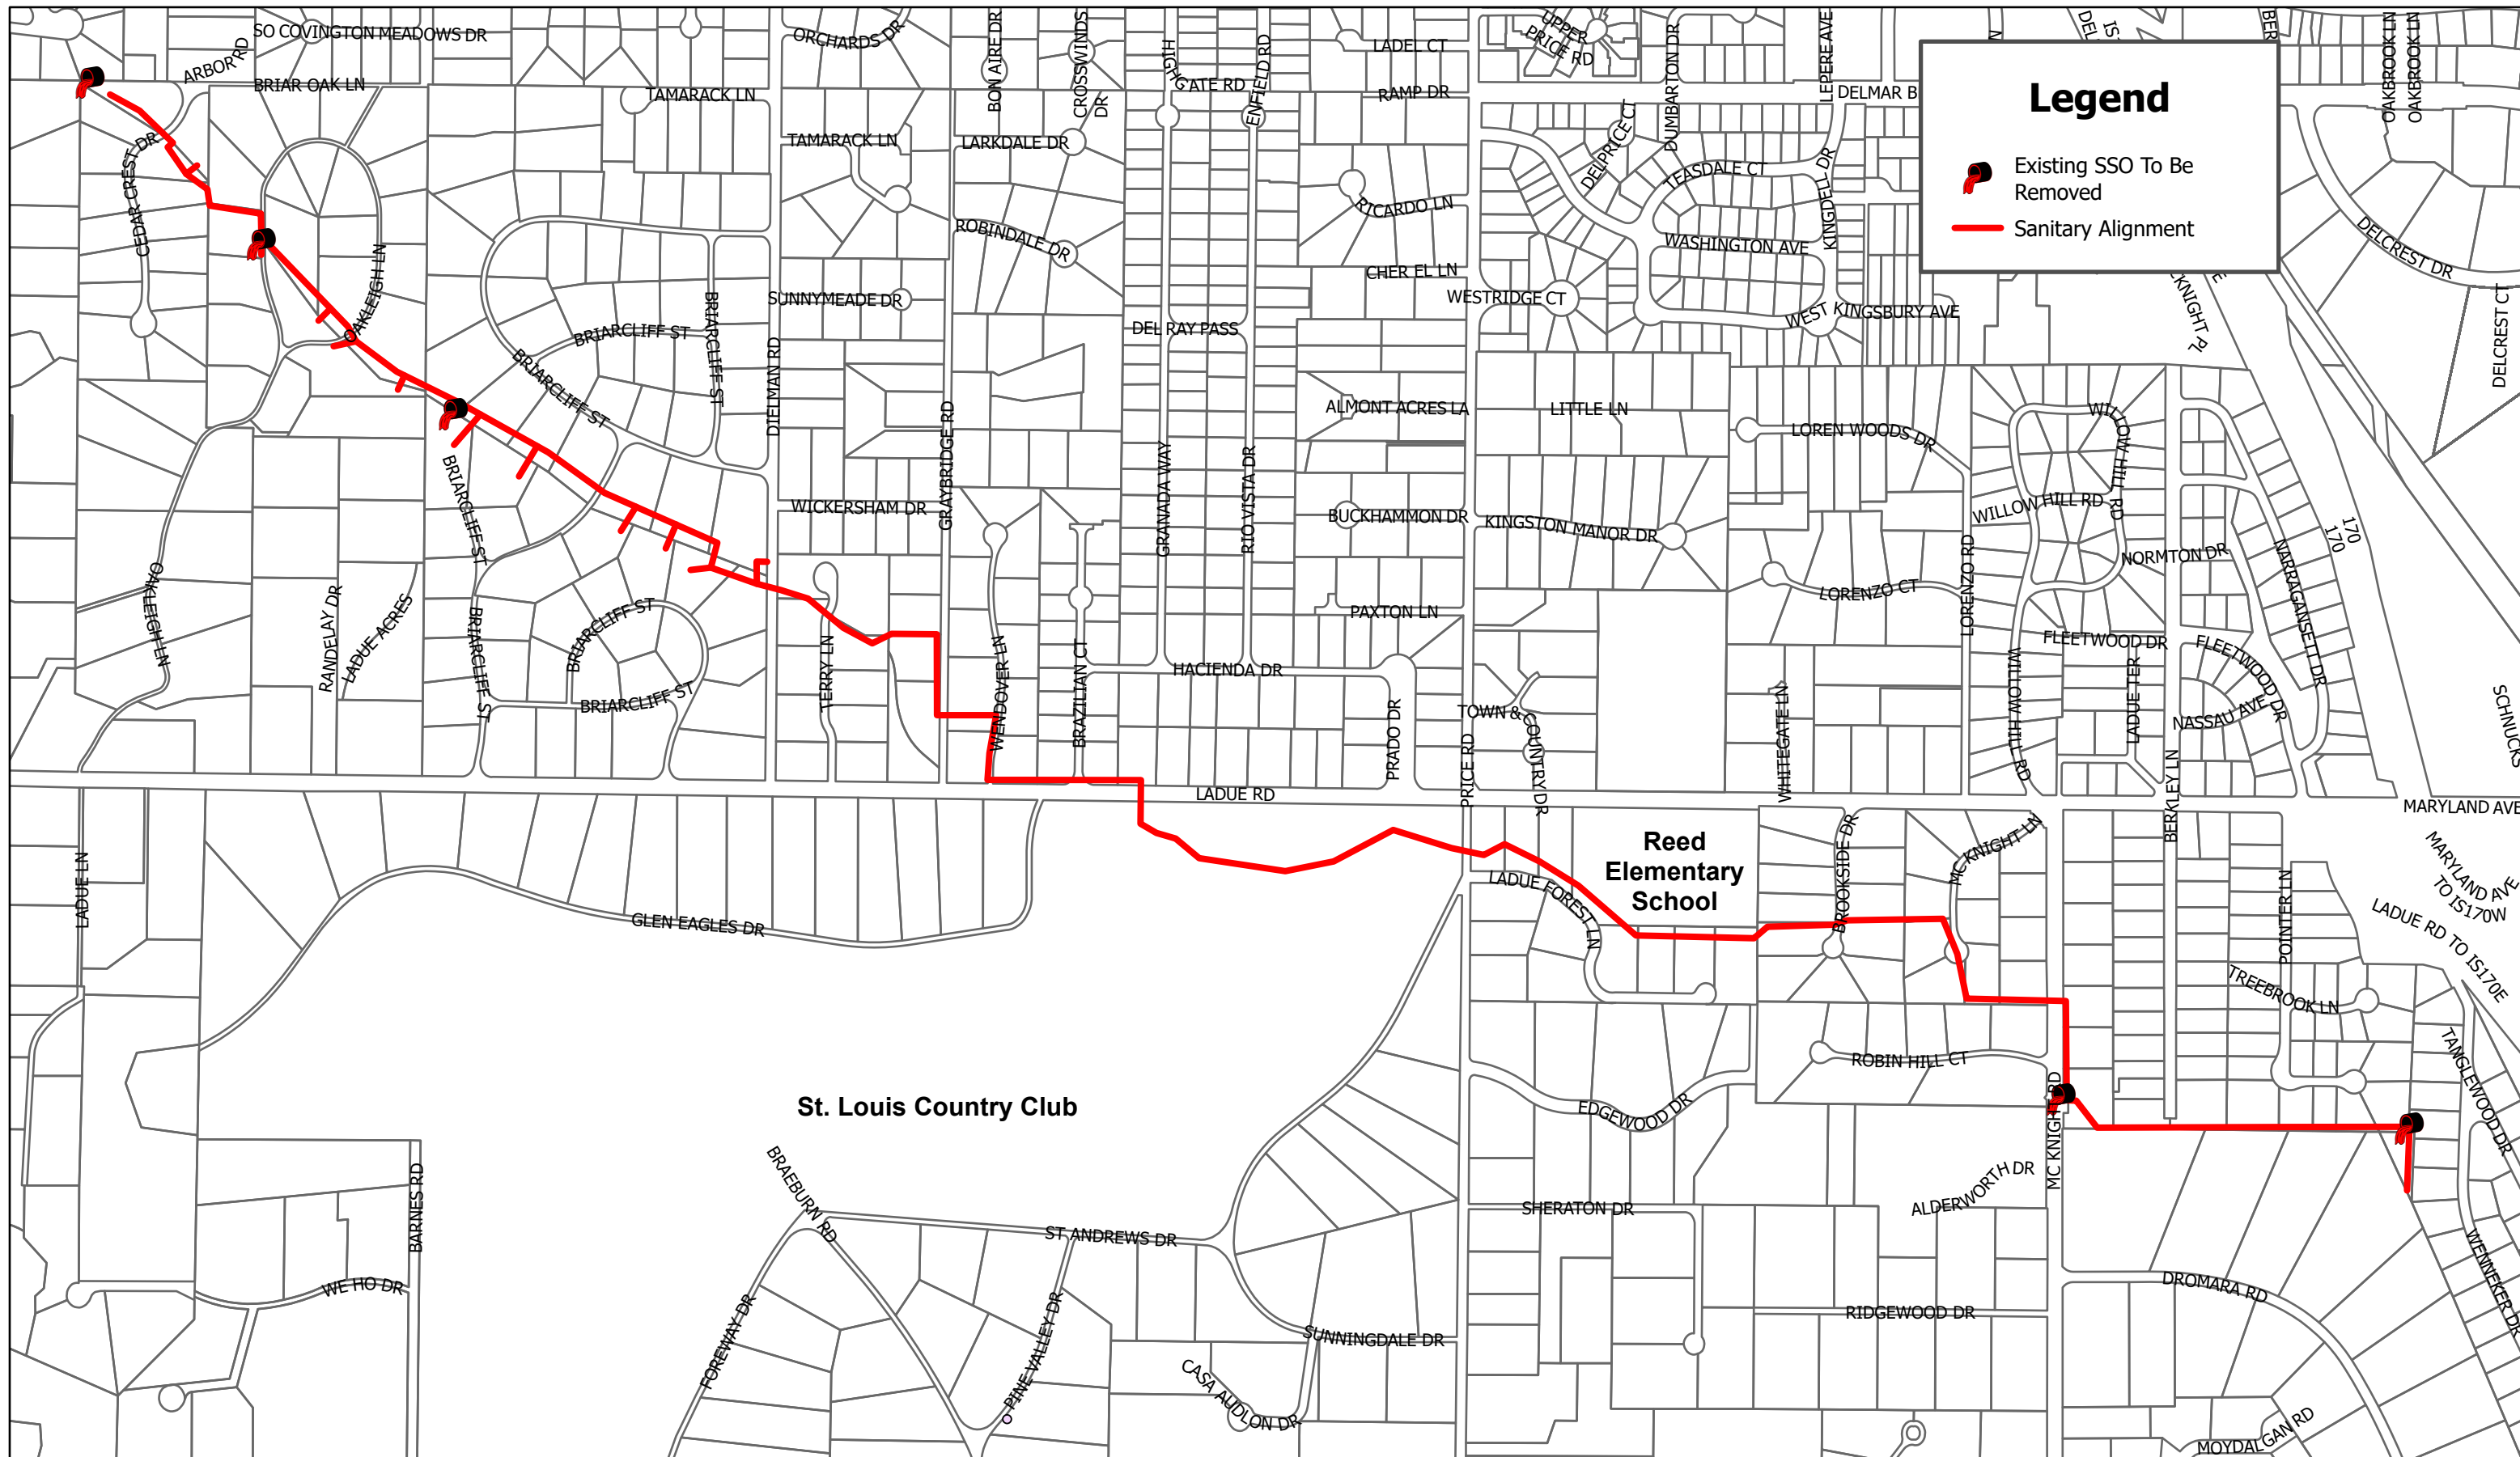 SO COVINGTON MEADOWS DR
ARBOR RD
BRIAR OAK LN
ORCHARDS DR
BON AIRE DR
CROSSWINDS
DR
HIGHGATE RD
ENFIELD RD
LADEL CT
RAMP DR
UPPER
PRICE RD
DUMBARTON DR
LEPERE AVE
DELMAR B
OAKBROOK LN
OAKBROOK LN
Legend
Existing SSO To Be
Removed
Sanitary Alignment
TAMARACK LN
TAMARACK LN
LARKDALE DR
DELPRICE CT
TEASDALE CT
KINGDELL DR
CEDAR CREST DR
OAKLEIGH LN
ROBINDALE DR
RICARDO LN
WASHINGTON AVE
DELCREST DR
DELCREST CT
CHER EL LN
SUNNYMEADE DR
WESTRIDGE CT
WEST KINGSBURY AVE
CKNIGHT PL
BRIARCLIFF ST
BRIARCLIFF ST
BRIARCLIFF ST
DIELMAN RD
DEL RAY PASS
GRAYBRIDGE RD
GRANADA WAY
RIO VISTA DR
ALMONT ACRES LA
LITTLE LN
LOREN WOODS DR
WILLOW HILL RD
WILLOW HILL RD
BRIARCLIFF ST
WICKERSHAM DR
BUCKHAMMON DR
KINGSTON MANOR DR
NORMTON DR
NARRAGANSETT DR
170
170
LORENZO RD
LORENZO CT
OAKLEIGH LN
RANDELAY DR
LADUE ACRES
BRIARCLIFF ST
BRIARCLIFF ST
BRIARCLIFF ST
TERRY LN
WENDOVER LN
BRAZILIAN CT
HACIENDA DR
PAXTON LN
PRADO DR
PRICE RD
TOWN & COUNTRY DR
WHITEGATE LN
WILLOW HILL RD
FLEETWOOD DR
FLEETWOOD DR
LADUE TER
NASSAU AVE
BERKLEY LN
SCHNUCKS
LADUE RD
MARYLAND AVE
MARYLAND AVE
TO IS170W
LADUE RD TO IS170E
LADUE LN
GLEN EAGLES DR
Reed
Elementary
School
LADUE FOREST LN
BROOKSIDE DR
MC KNIGHT LN
POINTER LN
TREEBROOK LN
TANGLEWOOD DR
ROBIN HILL CT
MC KNIGHT RD
EDGEWOOD DR
St. Louis Country Club
BARNES RD
BRAEBURN RD
ST ANDREWS DR
SHERATON DR
ALDERWORTH DR
WENNEKER DR
WE HO DR
FOREWAY DR
PINE VALLEY DR
SUNNINGDALE DR
CASA AUDLON DR
RIDGEWOOD DR
DROMARA RD
MOYDALGAN RD